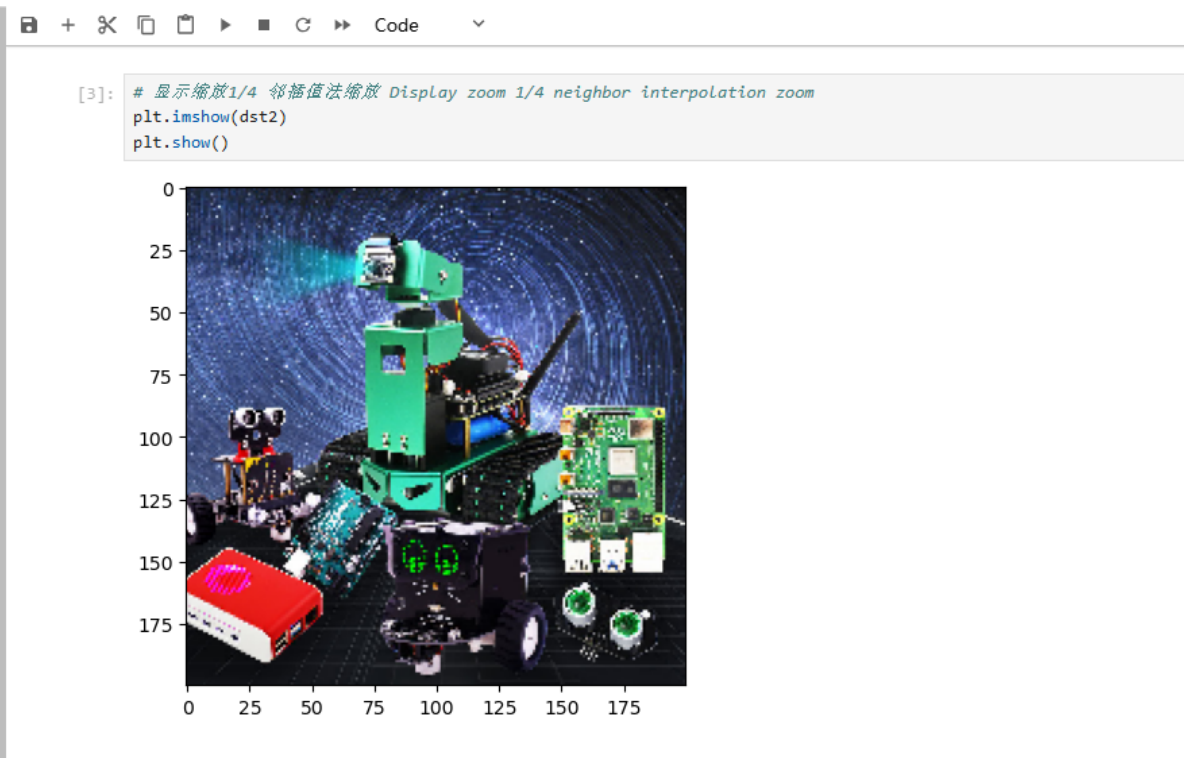 Code
[3]:
# 显示缩放1/4 邻插值法缩放 Display zoom 1/4 neighbor interpolation zoom
plt.imshow(dst2)
plt.show()
0
25
50
75
100
125
150
175
0 25 50 75 100 125 150 175